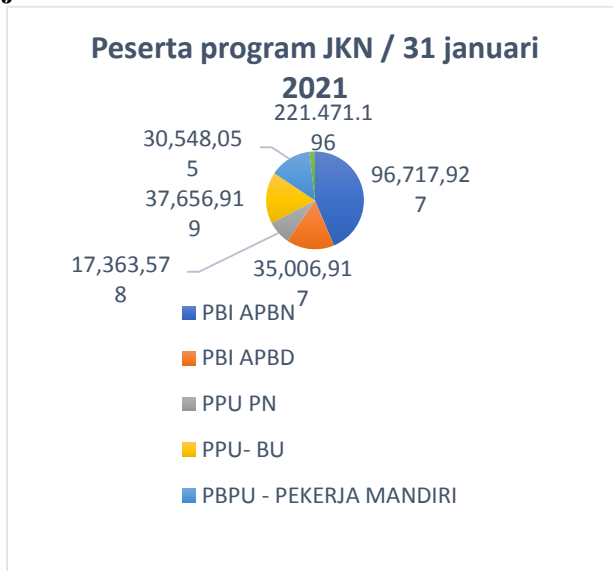 Peserta program JKN / 31 januari
2021
221.471.1
96
30,548,05
5
96,717,92
7
37,656,91
9
17,363,57
8
35,006,91
7
PBI APBN
PBI APBD
PPU PN
PPU- BU
PBPU - PEKERJA MANDIRI